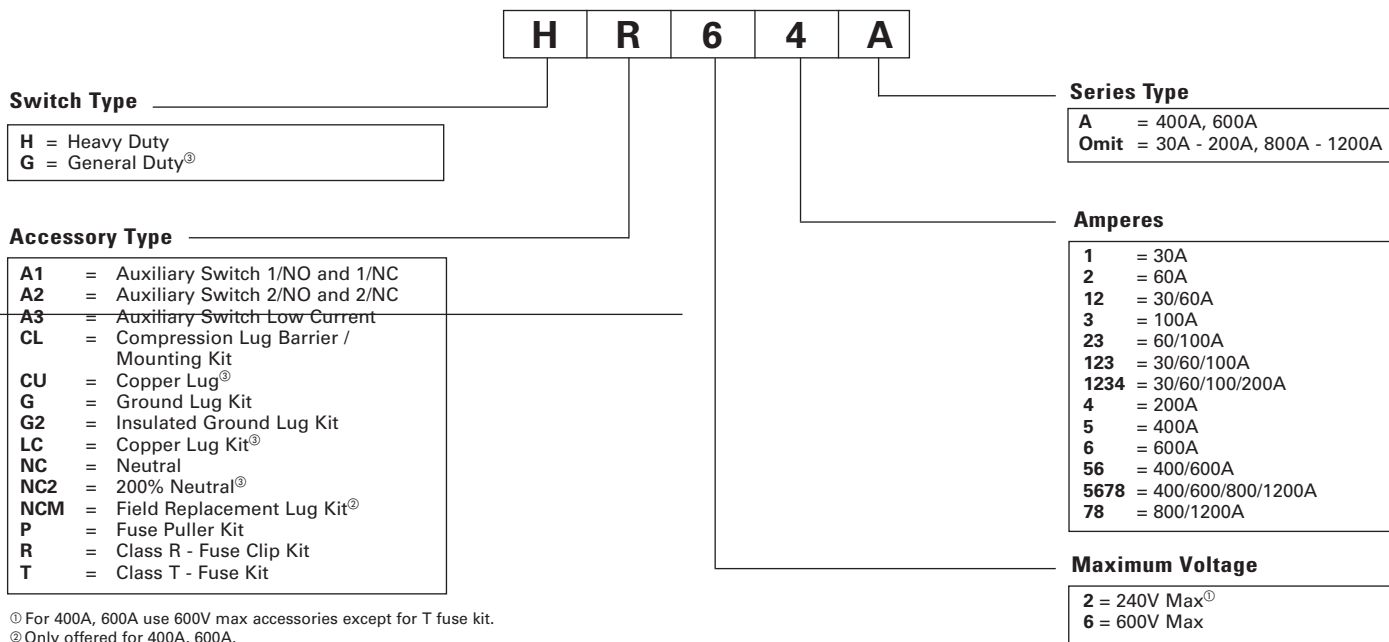 H R 6 4 A
Switch Type
H = Heavy Duty
G = General Duty③
Accessory Type
A1 = Auxiliary Switch 1/NO and 1/NC
A2 = Auxiliary Switch 2/NO and 2/NC
A3 = Auxiliary Switch Low Current
CL = Compression Lug Barrier /
Mounting Kit
CU = Copper Lug③
G = Ground Lug Kit
G2 = Insulated Ground Lug Kit
LC = Copper Lug Kit③
NC = Neutral
NC2 = 200% Neutral③
NCM = Field Replacement Lug Kit②
P = Fuse Puller Kit
R = Class R - Fuse Clip Kit
T = Class T - Fuse Kit
① For 400A, 600A use 600V max accessories except for T fuse kit.
② Only offered for 400A, 600A.
Series Type
A = 400A, 600A
Omit = 30A - 200A, 800A - 1200A
Amperes
1 = 30A
2 = 60A
12 = 30/60A
3 = 100A
23 = 60/100A
123 = 30/60/100A
1234 = 30/60/100/200A
4 = 200A
5 = 400A
6 = 600A
56 = 400/600A
5678 = 400/600/800/1200A
78 = 800/1200A
Maximum Voltage
2 = 240V Max①
6 = 600V Max